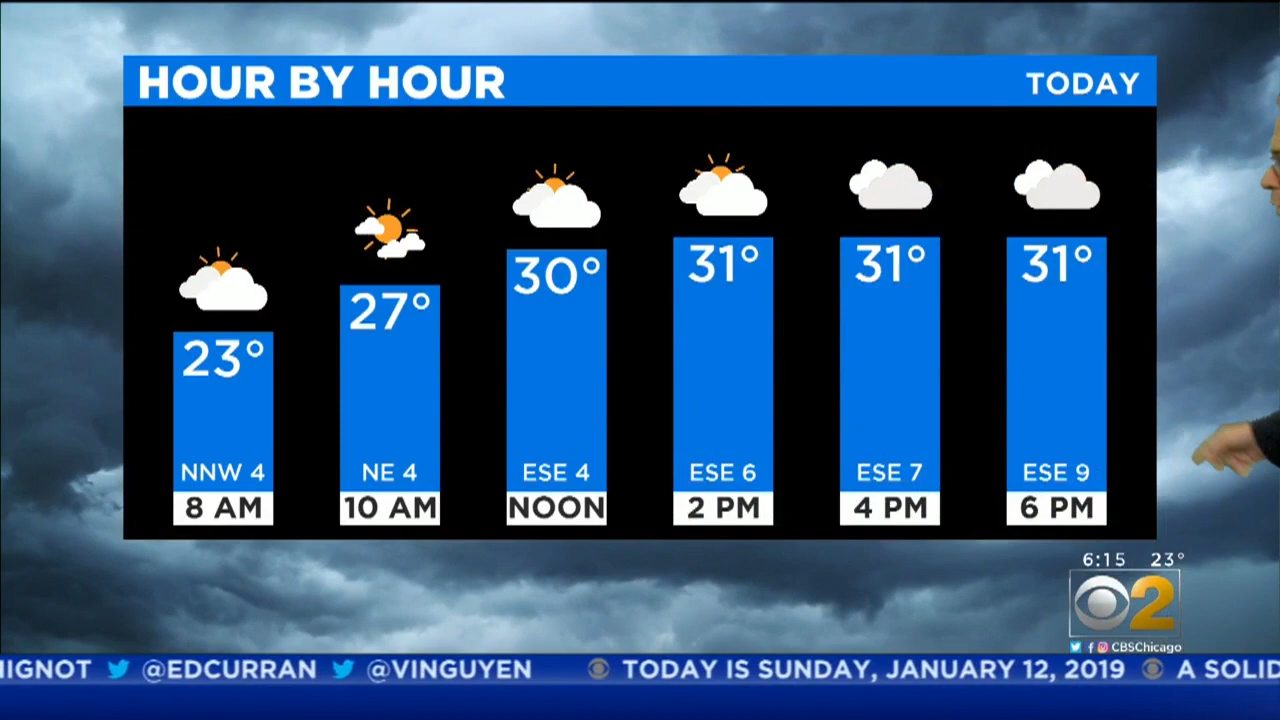 HOUR BY HOUR
TODAY
23° 27° 30° 31° 31° 31°
NNW 4 NE 4 ESE 4 ESE 6 ESE 7 ESE 9
8 AM 10 AM NOON 2 PM 4 PM 6 PM
6:15 23°
2
CBSChicago
IGNOT @EDCURRAN @VINGUYEN TODAY IS SUNDAY, JANUARY 12, 2019 A SOLID